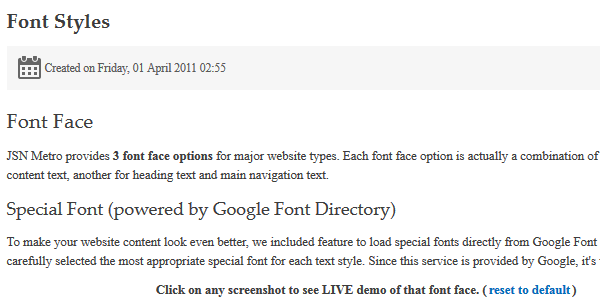 Font Styles
Created on Friday, 01 April 2011 02:55
Font Face
JSN Metro provides 3 font face options for major website types. Each font face option is actually a combination of
content text, another for heading text and main navigation text.
Special Font (powered by Google Font Directory)
To make your website content look even better, we included feature to load special fonts directly from Google Font
carefully selected the most appropriate special font for each text style. Since this service is provided by Google, it's
Click on any screenshot to see LIVE demo of that font face. (reset to default)